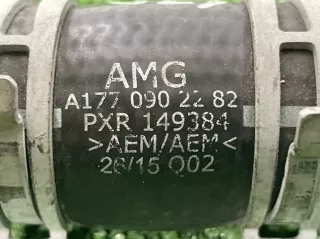 AMG
A177 090 22 82
PXR 149384
>AEM/AEM<
26/15 Q02